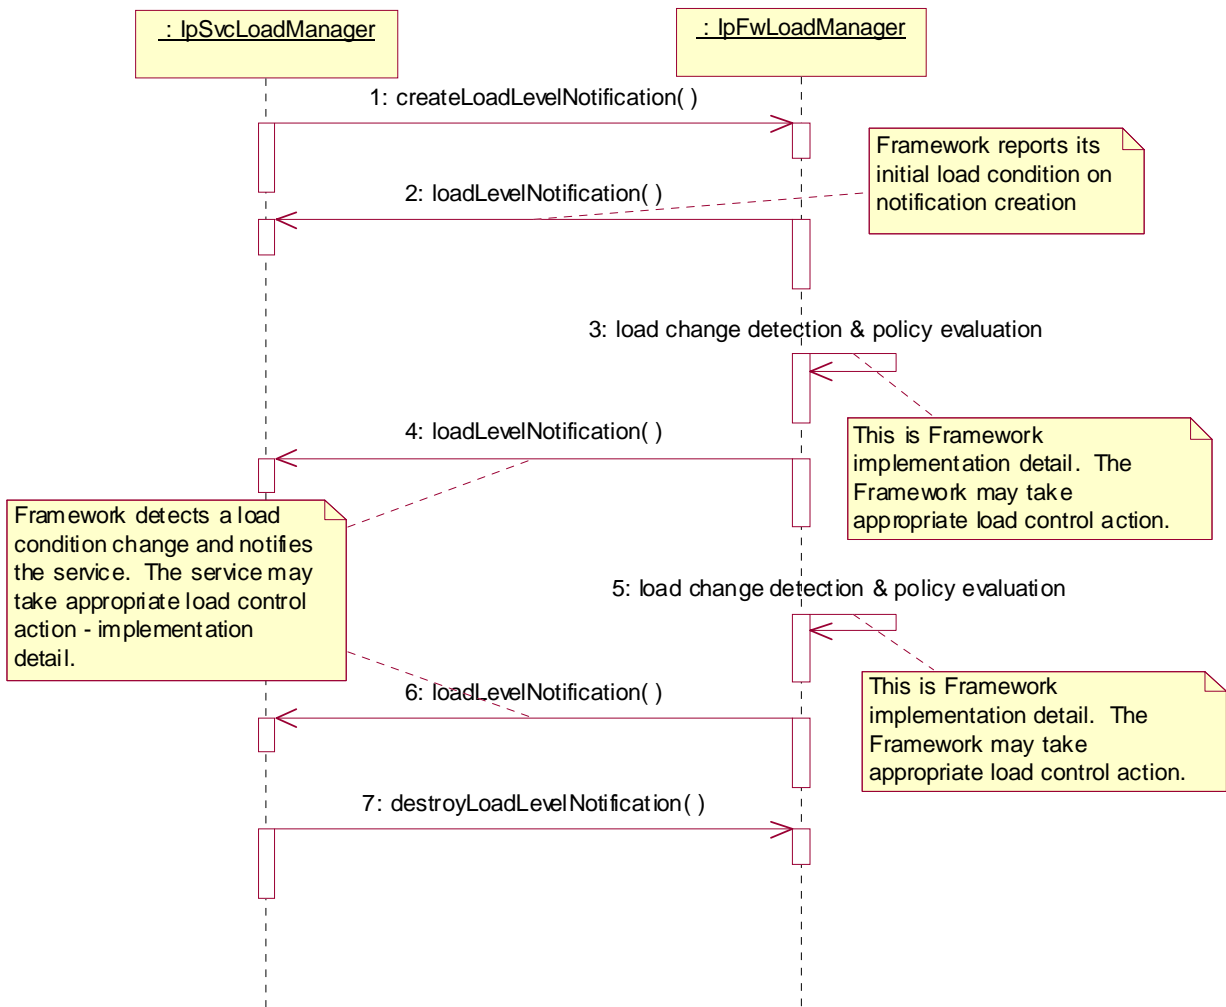 : IpSvcLoadManager
: IpFwLoadManager
1: createLoadLevelNotification( )
Framework reports its
initial load condition on
notification creation
2: loadLevelNotification( )
3: load change detection & policy evaluation
This is Framework
implementation detail.  The
Framework may take
appropriate load control action.
4: loadLevelNotification( )
Framework detects a load
condition change and notifies
the service.  The service may
take appropriate load control
action - implementation
detail.
5: load change detection & policy evaluation
This is Framework
implementation detail.  The
Framework may take
appropriate load control action.
6: loadLevelNotification( )
7: destroyLoadLevelNotification( )